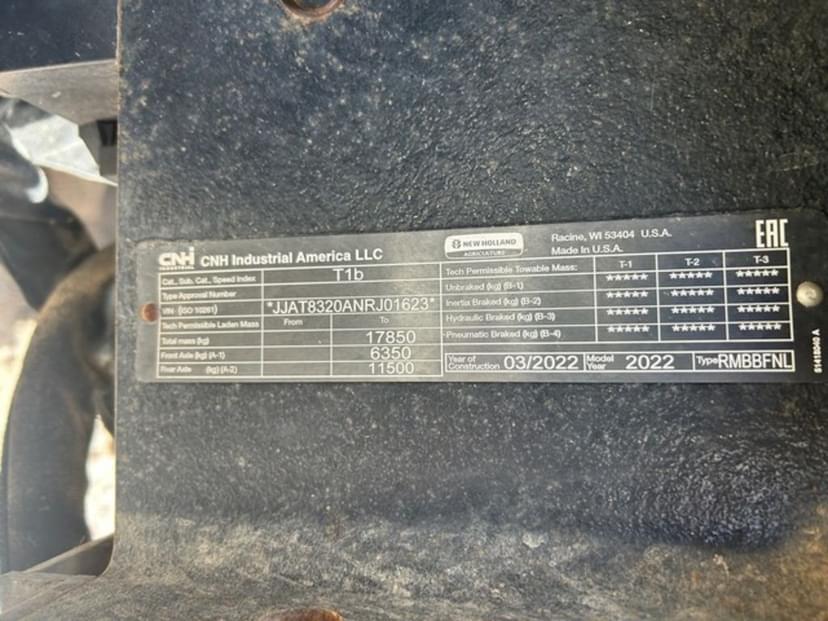 CNH INDUSTRIAL CNH Industrial America LLC
NEW HOLLAND AGRICULTURE
Racine, WI 53404 U.S.A.
Made in U.S.A.
EAC
Cat., Sub. Cat., Speed Index T1b
Type Approval Number
VIN (ISO 10261) *JJAT8320ANRJ01623*
Tech Permissible Laden Mass From To
Total mass (kg) 17850
Front Axle (kg) (A-1) 6350
Rear Axle (kg) (A-2) 11500
Tech Permissible Towable Mass: T-1 T-2 T-3
Unbraked (kg) (B-1) ***** ***** *****
Inertia Braked (kg) (B-2) ***** ***** *****
Hydraulic Braked (kg) (B-3) ***** ***** *****
Pneumatic Braked (kg) (B-4) ***** ***** *****
Year of Construction 03/2022 Model Year 2022 Type RMBBFNL